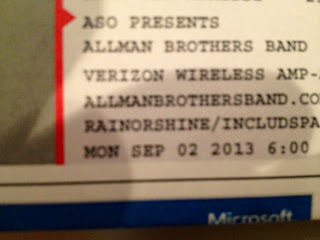 ASO PRESENTS
ALLMAN BROTHERS BAND
VERIZON WIRELESS AMP-
ALLMANBROTHERSBAND.CO
RAINORSHINE/INCLUDSPA
MON SEP 02 2013 6:00
Microsoft